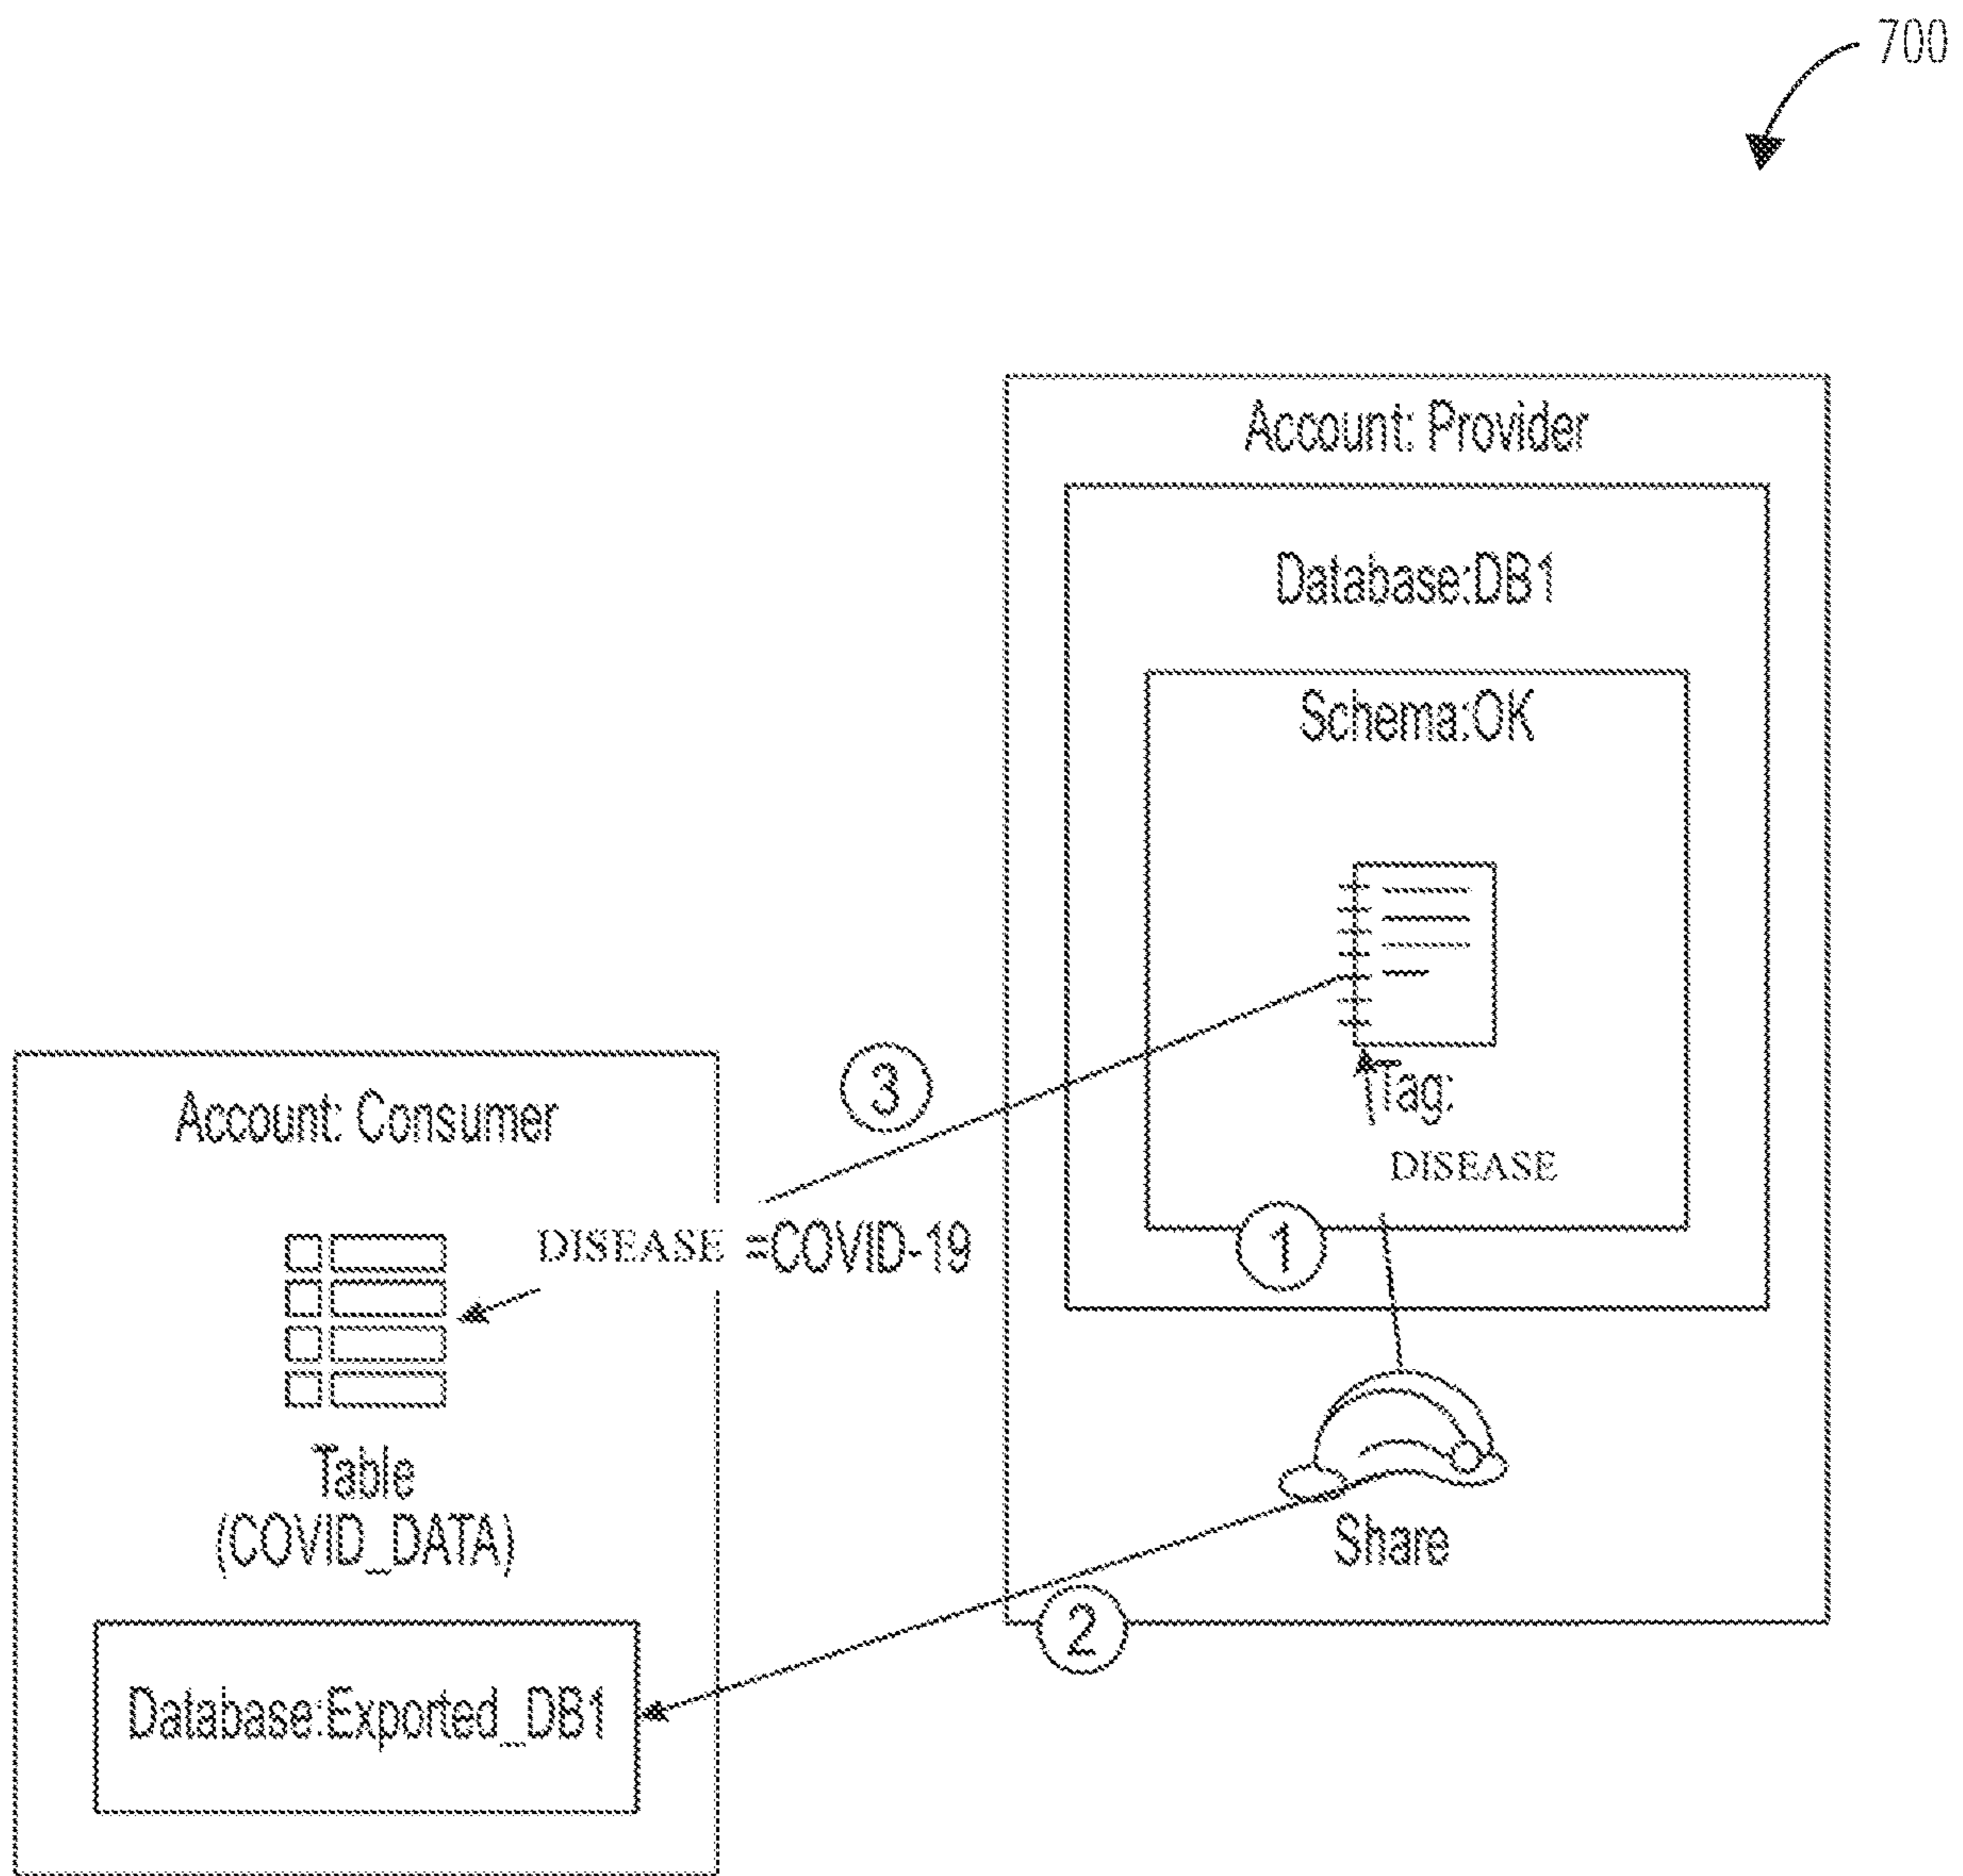 700
Account: Provider
Database:DB1
Schema:OK
Tag:
DISEASE
1
Share
2
3
Account: Consumer
DISEASE =COVID-19
Table
(COVID_DATA)
Database:Exported_DB1